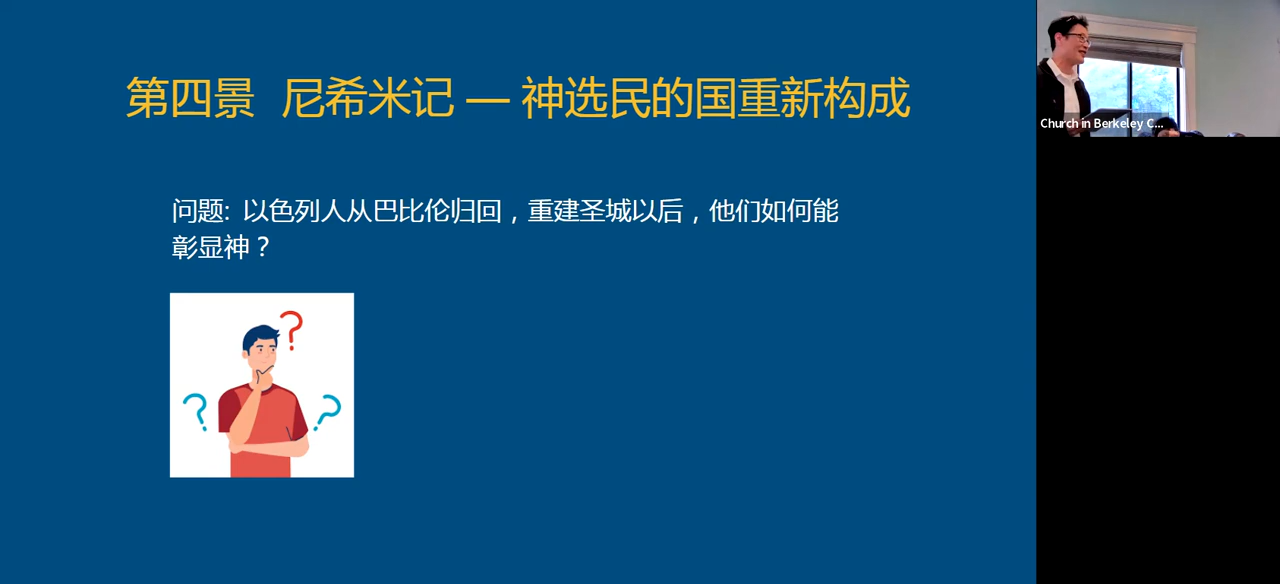 第四景 尼希米记 — 神选民的国重新构成
问题: 以色列人从巴比伦归回，重建圣城以后，他们如何能
彰显神？
Church in Berkeley C...